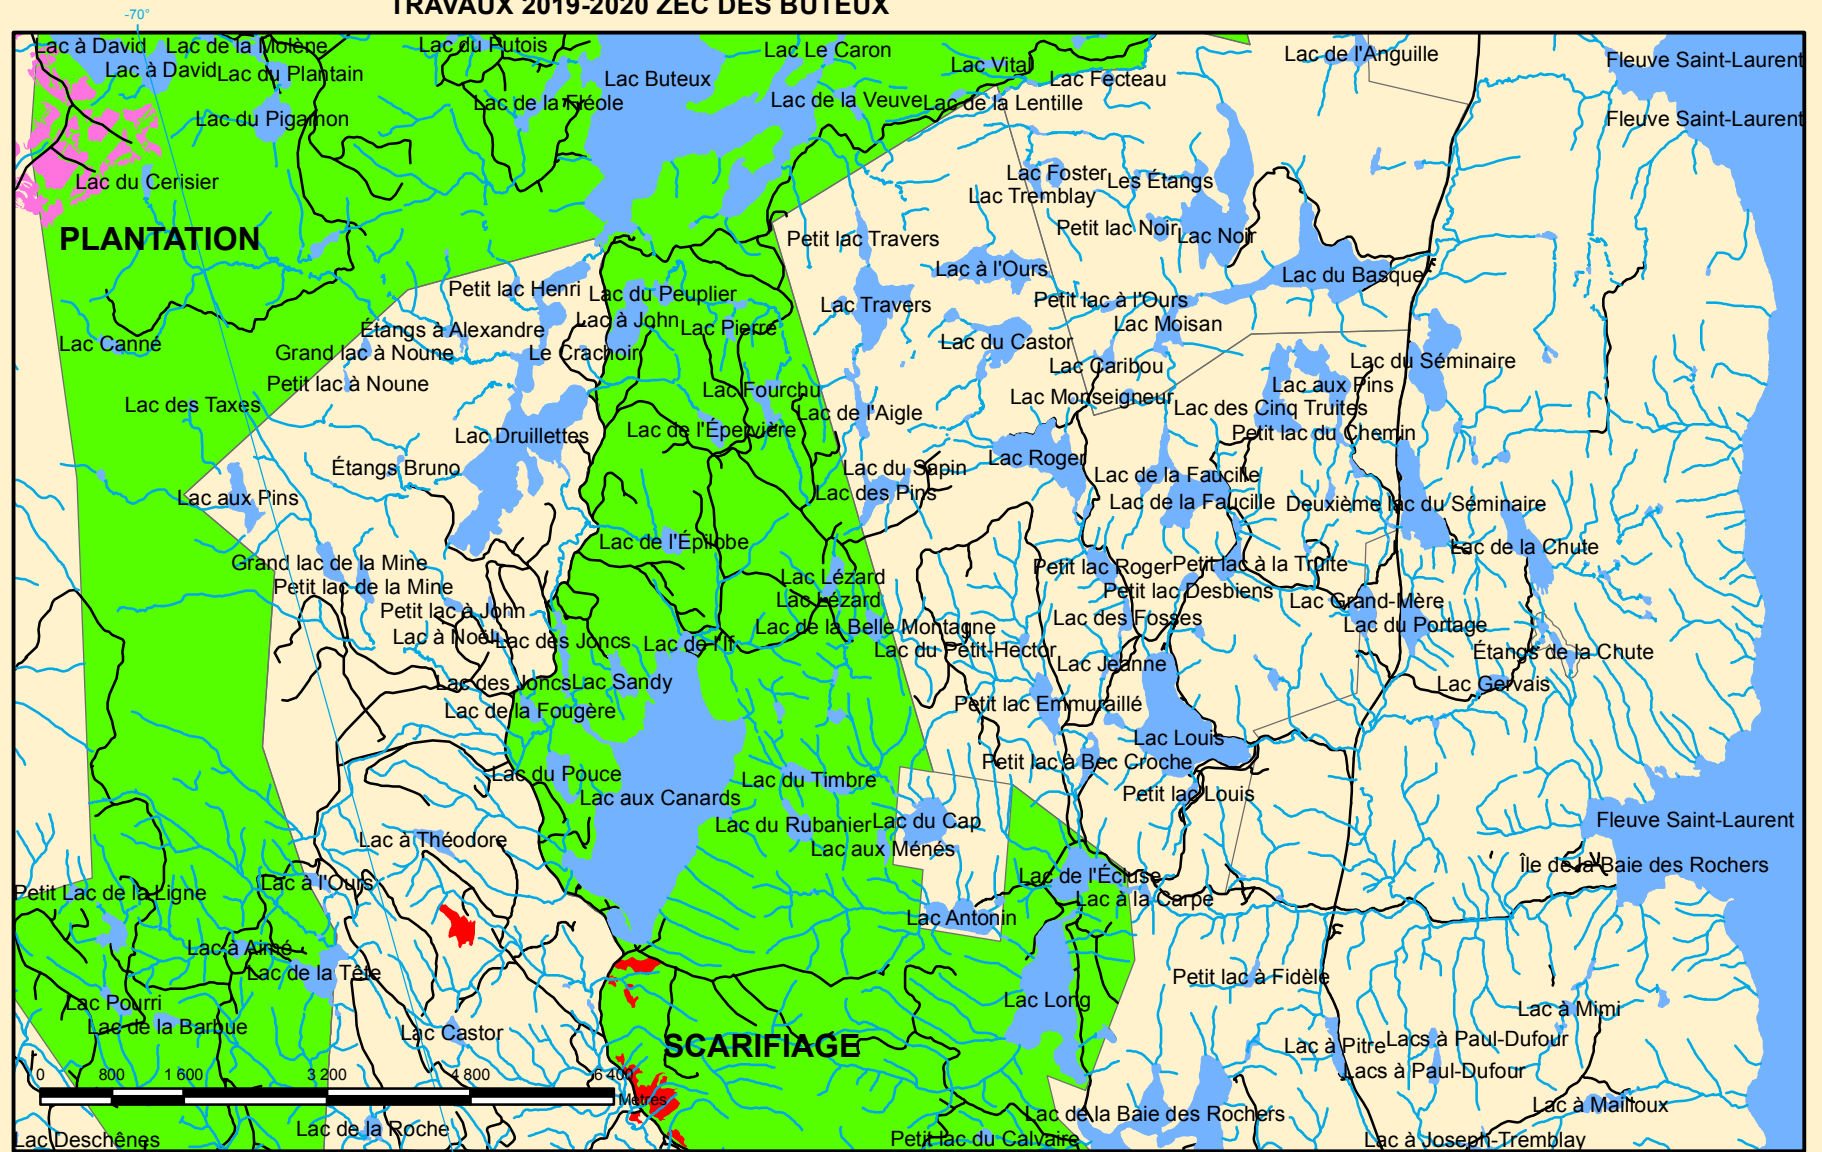 TRAVAUX 2019-2020 ZEC DES BUTEUX
-70°
Lac à David
Lac de la Molène
Lac du Putois
Lac Le Caron
Lac de l'Anguille
Fleuve Saint-Laurent
Lac à David
Lac du Plantain
Lac Buteux
Lac Vital
Lac Fecteau
Lac de la Fléole
Lac de la Veuve
Lac de la Lentille
Lac du Pigamon
Fleuve Saint-Laurent
Lac du Cerisier
Lac Foster
Les Étangs
Lac Tremblay
PLANTATION
Petit lac Travers
Petit lac Noir
Lac Noir
Lac à l'Ours
Lac du Basque
Petit lac Henri
Lac du Peuplier
Lac Travers
Petit lac à l'Ours
Lac à John
Lac Pierre
Lac Moisan
Étangs à Alexandre
Lac Canné
Grand lac à Noune
Le Crachoir
Lac du Castor
Lac du Séminaire
Lac Caribou
Petit lac à Noune
Lac Fourchu
Lac aux Pins
Lac des Taxes
Lac de l'Aigle
Lac Monseigneur
Lac des Cinq Truites
Lac Druillettes
Lac de l'Épervière
Petit lac du Chemin
Étangs Bruno
Lac du Sapin
Lac Roger
Lac de la Faucille
Lac aux Pins
Lac des Pins
Lac de la Faucille
Deuxième lac du Séminaire
Lac de l'Épilobe
Lac de la Chute
Grand lac de la Mine
Lac Lézard
Petit lac Roger
Petit lac à la Truite
Petit lac de la Mine
Lac Lézard
Petit lac Desbiens
Lac Grand-Mère
Petit lac à John
Lac de la Belle Montagne
Lac des Fosses
Lac du Portage
Lac à Noël
Lac des Joncs
Lac de l'If
Lac du Petit-Hector
Lac Jeanne
Étangs de la Chute
Lac des Joncs
Lac Sandy
Lac Gervais
Lac de la Fougère
Petit lac Emmuraillé
Lac Louis
Lac du Pouce
Lac du Timbre
Petit lac à Bec Croche
Lac aux Canards
Petit lac Louis
Lac du Rubanier
Lac du Cap
Fleuve Saint-Laurent
Lac à Théodore
Lac aux Ménés
Île de la Baie des Rochers
Petit Lac de la Ligne
Lac à l'Ours
Lac de l'Écluse
Lac à la Carpe
Lac Antonin
Lac à Aimé
Lac de la Tête
Petit lac à Fidèle
Lac Pourri
Lac Long
Lac à Mimi
Lac de la Barbue
Lac Castor
SCARIFIAGE
Lac à Pitre
Lacs à Paul-Dufour
Lacs à Paul-Dufour
0 800 1 600 3 200 4 800 6 400
Mètres
Lac à Mailloux
Lac de la Baie des Rochers
Lac Deschênes
Lac de la Roche
Petit lac du Calvaire
Lac à Joseph-Tremblay